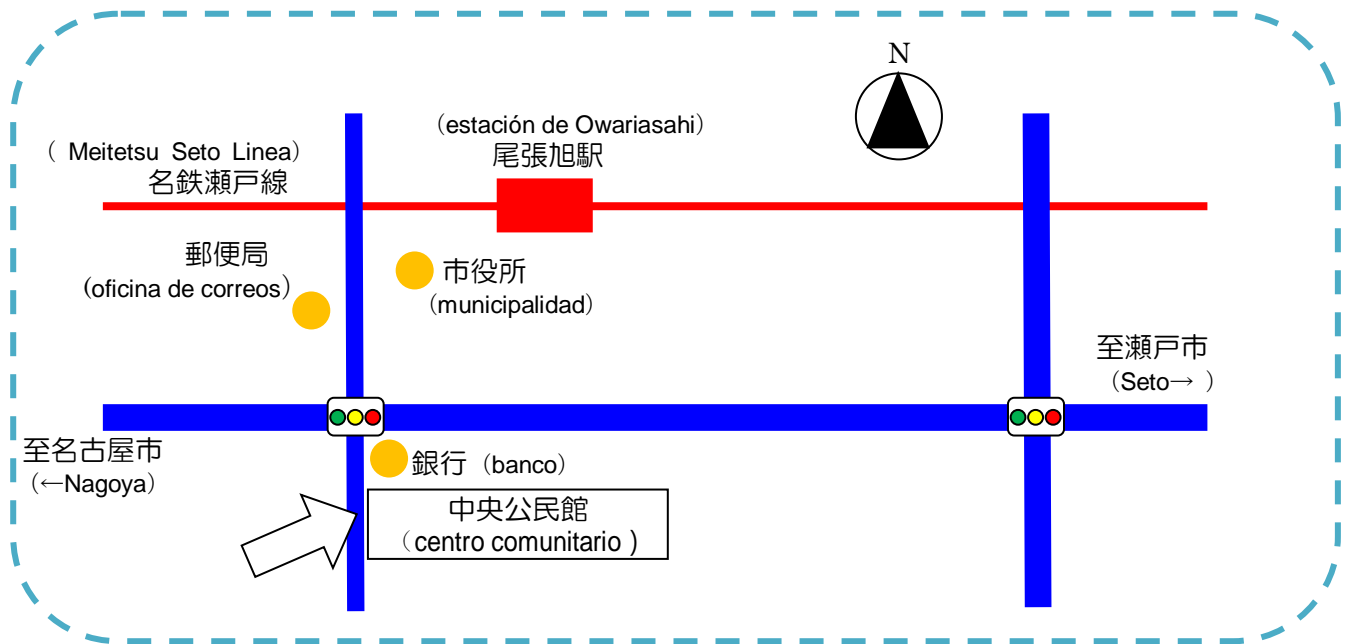 N
(estación de Owariasahi)
尾張旭駅
( Meitetsu Seto Linea)
名鉄瀬戸線
郵便局
(oficina de correos)
市役所
(municipalidad)
至瀬戸市
(Seto→ )
至名古屋市
(←Nagoya)
銀行 (banco)
中央公民館
(centro comunitario )